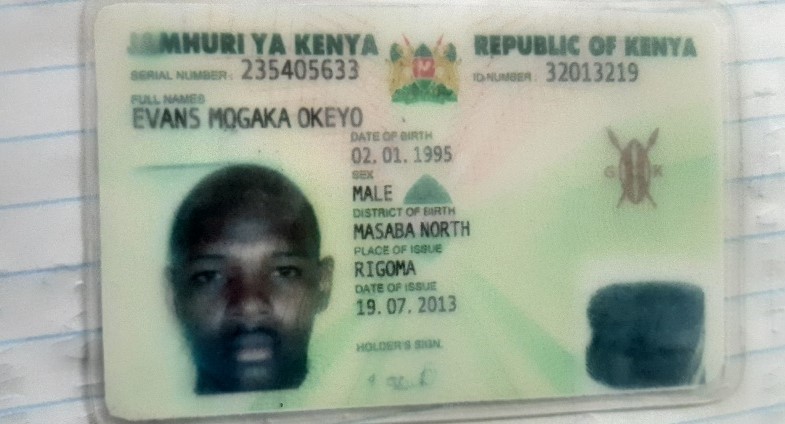 JAMHURI YA KENYA
REPUBLIC OF KENYA
SERIAL NUMBER: 235405633
ID NUMBER: 32013219
FULL NAMES
EVANS MOGAKA OKEYO
DATE OF BIRTH
02. 01. 1995
SEX
MALE
DISTRICT OF BIRTH
MASABA NORTH
PLACE OF ISSUE
RIGOMA
DATE OF ISSUE
19. 07. 2013
HOLDER'S SIGN.
G K